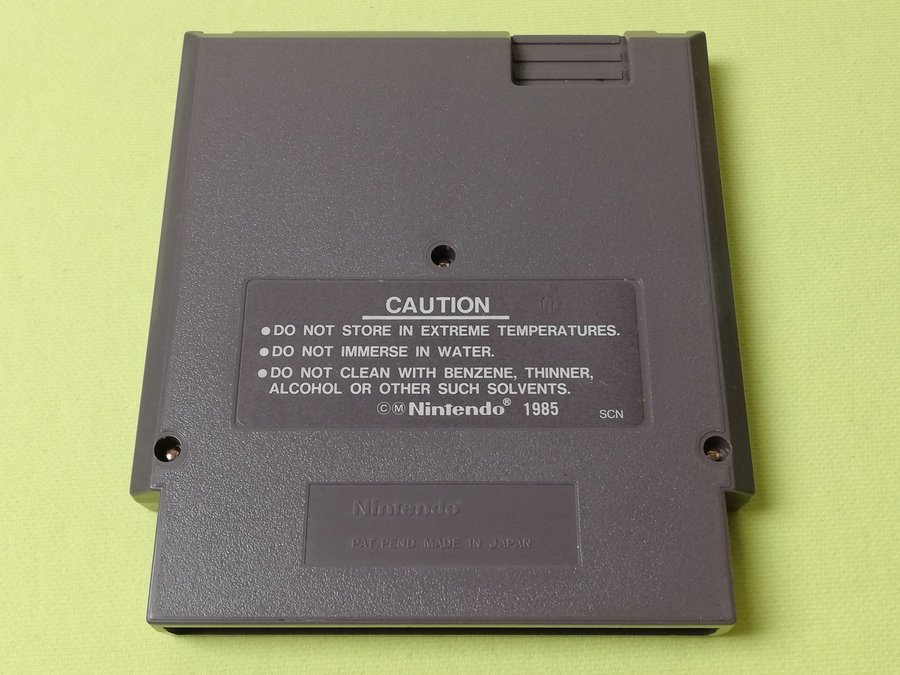 CAUTION
●DO NOT STORE IN EXTREME TEMPERATURES.
●DO NOT IMMERSE IN WATER.
●DO NOT CLEAN WITH BENZENE, THINNER,
ALCOHOL OR OTHER SUCH SOLVENTS.
ⒸⓂNintendo® 1985
SCN
Nintendo®
PAT. PEND. MADE IN JAPAN